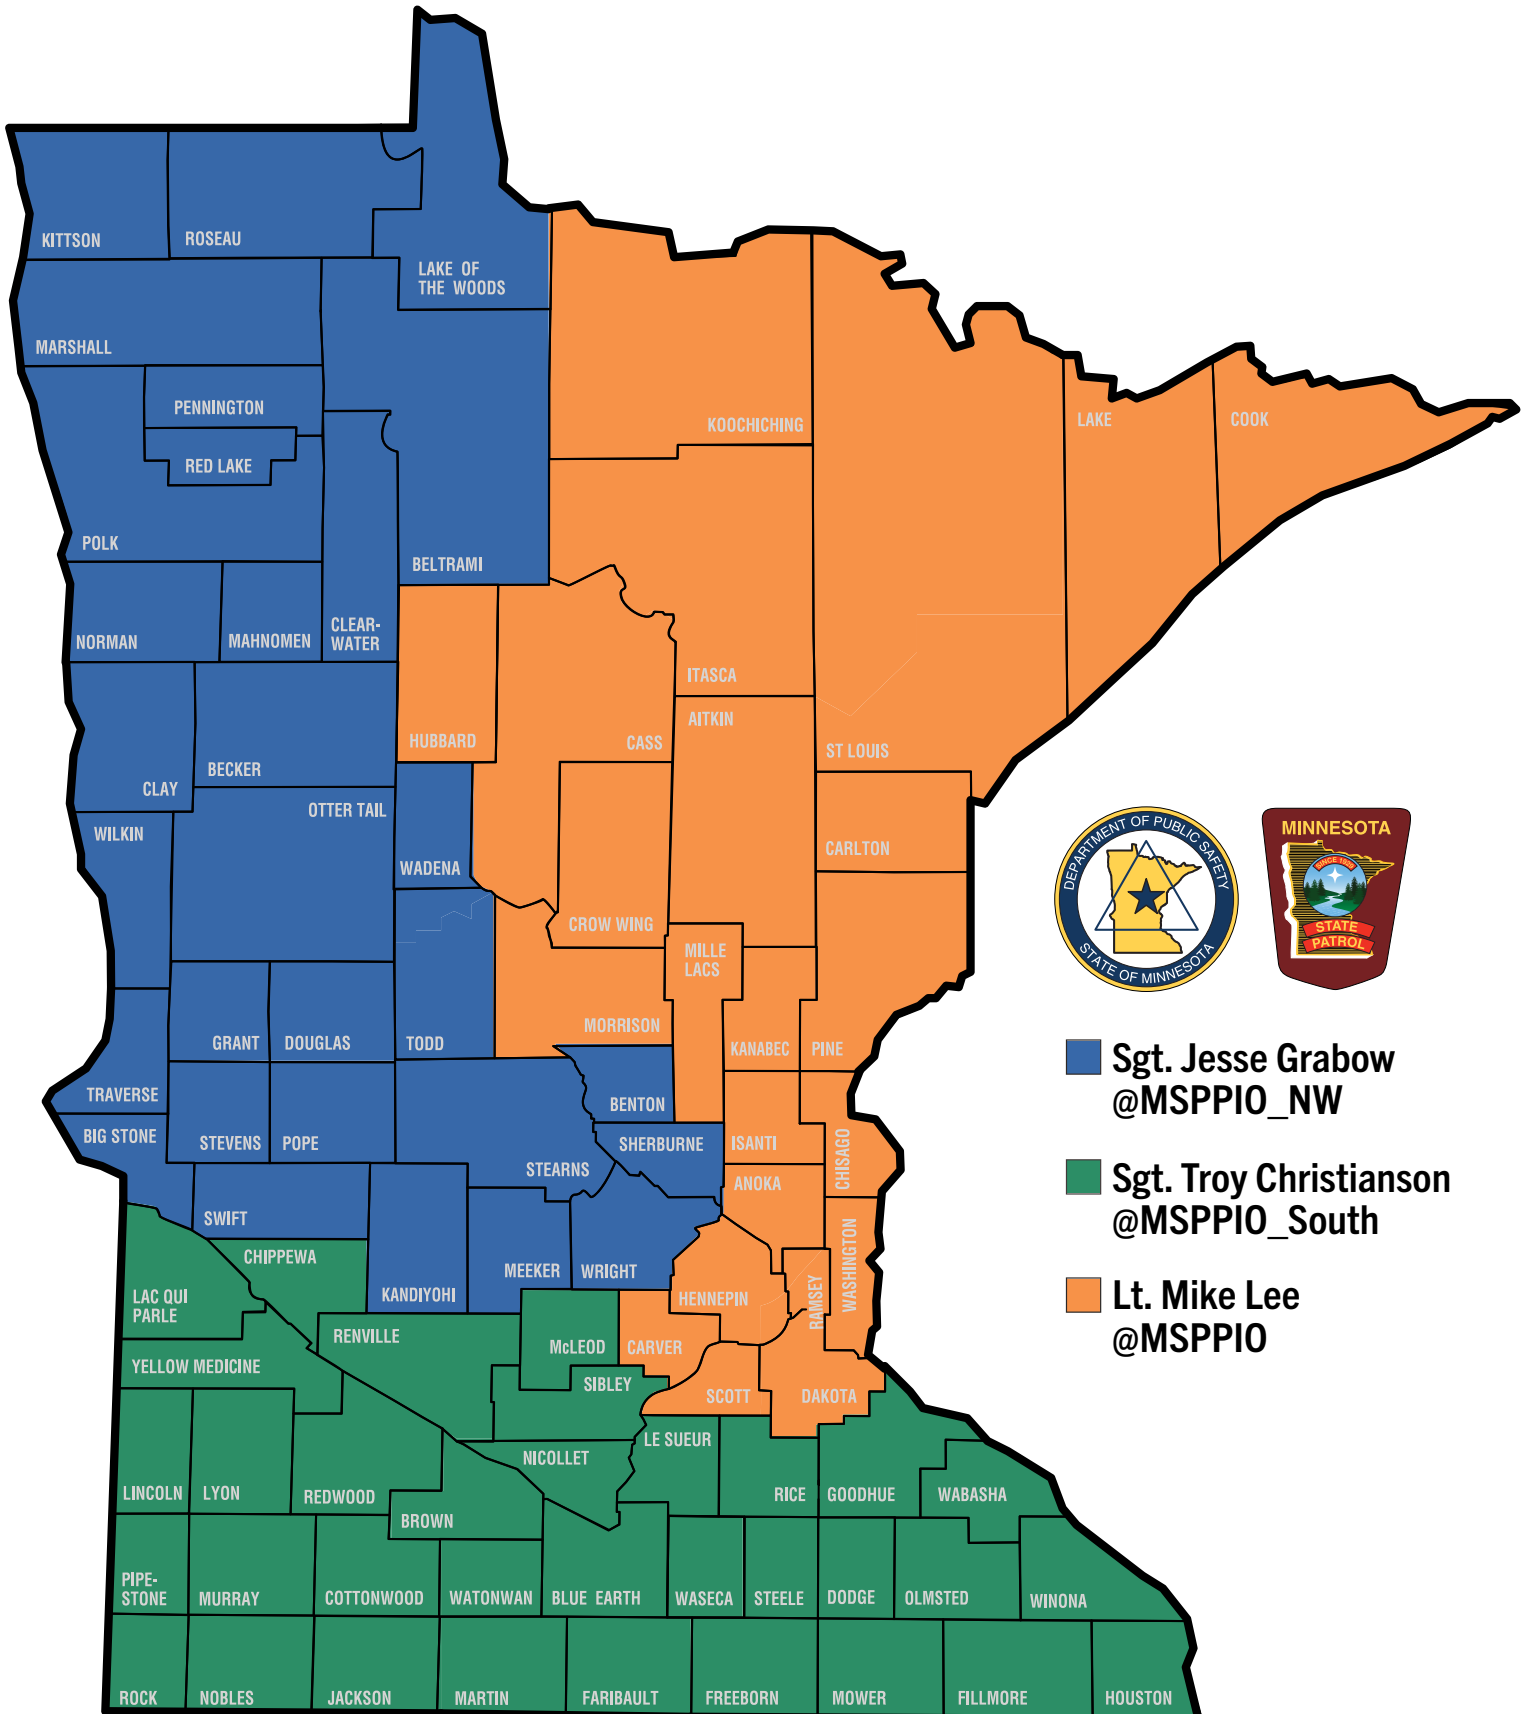 KITTSON
ROSEAU
LAKE OF
THE WOODS
MARSHALL
PENNINGTON
RED LAKE
POLK
BELTRAMI
KOOCHICHING
LAKE
COOK
NORMAN
MAHNOMEN
CLEAR-
WATER
ITASCA
AITKIN
HUBBARD
CASS
ST LOUIS
BECKER
CLAY
OTTER TAIL
WILKIN
WADENA
CARLTON
CROW WING
MILLE
LACS
MORRISON
KANABEC
PINE
GRANT
DOUGLAS
TODD
TRAVERSE
BENTON
BIG STONE
STEVENS
POPE
STEARNS
SHERBURNE
ISANTI
CHISAGO
ANOKA
SWIFT
WASHINGTON
CHIPPEWA
MEEKER
WRIGHT
KANDIYOHI
HENNEPIN
RAMSEY
LAC QUI
PARLE
RENVILLE
McLEOD
CARVER
YELLOW MEDICINE
SIBLEY
SCOTT
DAKOTA
LE SUEUR
NICOLLET
LINCOLN
LYON
REDWOOD
BROWN
RICE
GOODHUE
WABASHA
PIPE-
STONE
MURRAY
COTTONWOOD
WATONWAN
BLUE EARTH
WASECA
STEELE
DODGE
OLMSTED
WINONA
ROCK
NOBLES
JACKSON
MARTIN
FARIBAULT
FREEBORN
MOWER
FILLMORE
HOUSTON
DEPARTMENT OF PUBLIC SAFETY
STATE OF MINNESOTA
MINNESOTA
SINCE 1929
STATE
PATROL
Sgt. Jesse Grabow
@MSPPIO_NW
Sgt. Troy Christianson
@MSPPIO_South
Lt. Mike Lee
@MSPPIO